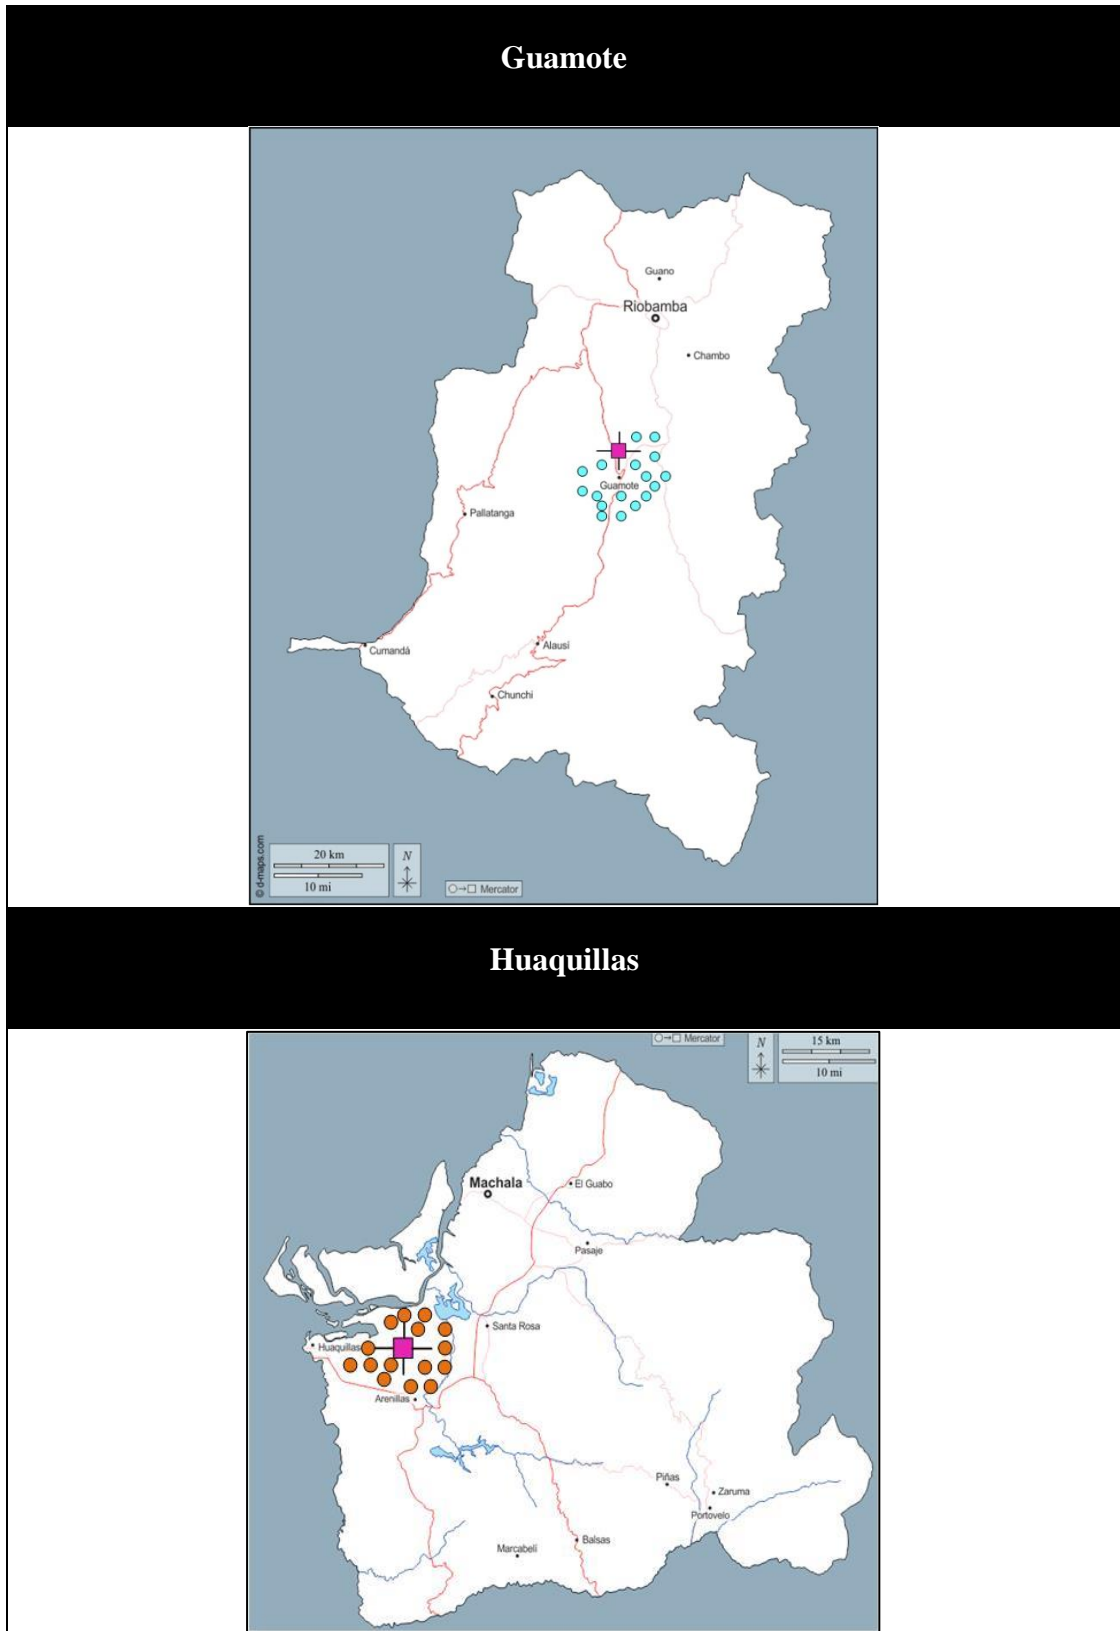 Guamote
Guano
Riobamba
Chambo
Guamote
Pallatanga
Alausí
Cumandá
Chunchi
© d-maps.com
20 km
10 mi
N
○→□ Mercator
Huaquillas
○→□ Mercator
N
15 km
10 mi
Machala
El Guabo
Pasaje
Santa Rosa
Huaquillas
Arenillas
Piñas
Zaruma
Portovelo
Balsas
Marcabelí